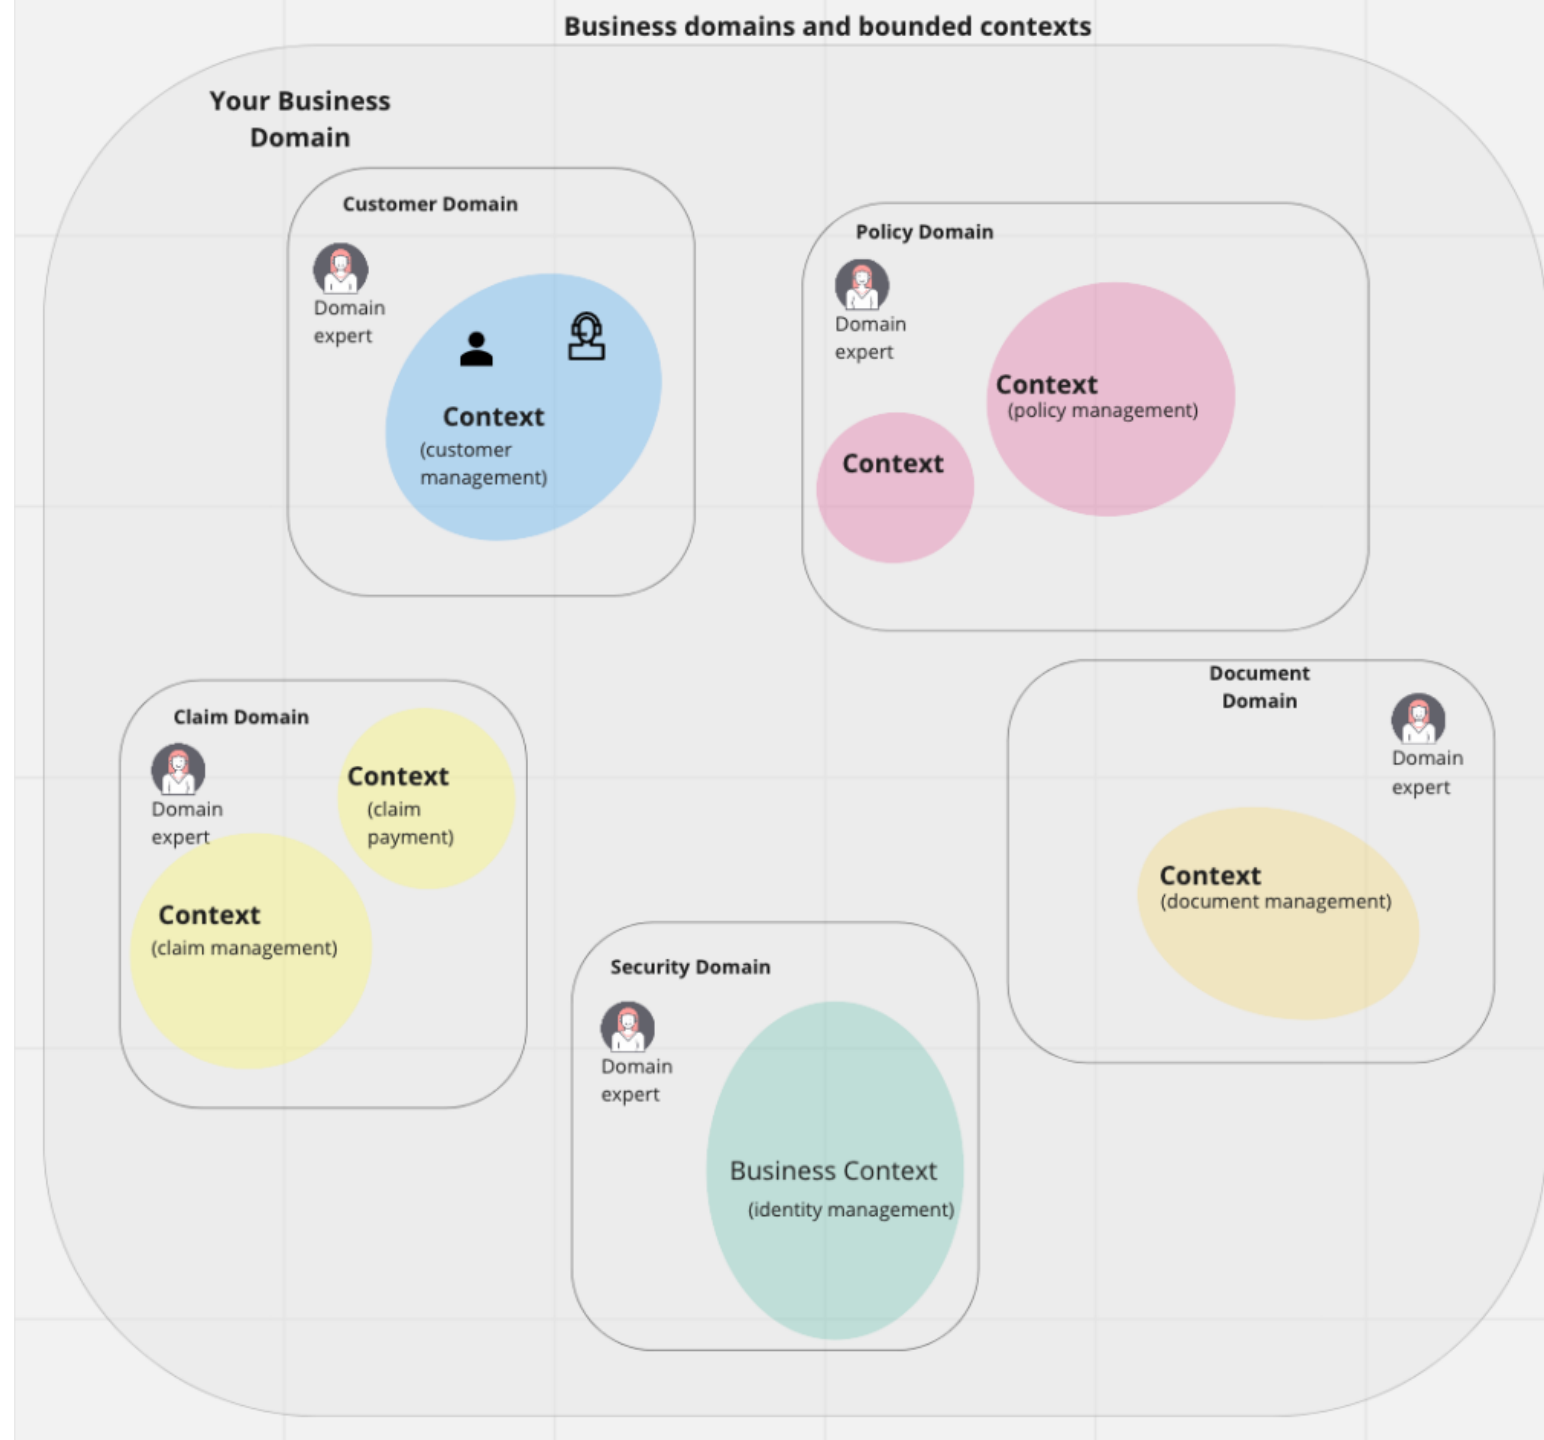 Business domains and bounded contexts
Your Business
Domain
Customer Domain
Domain
expert
Context
(customer
management)
Policy Domain
Domain
expert
Context
(policy management)
Context
Claim Domain
Domain
expert
Context
(claim
payment)
Context
(claim management)
Document
Domain
Domain
expert
Context
(document management)
Security Domain
Domain
expert
Business Context
(identity management)